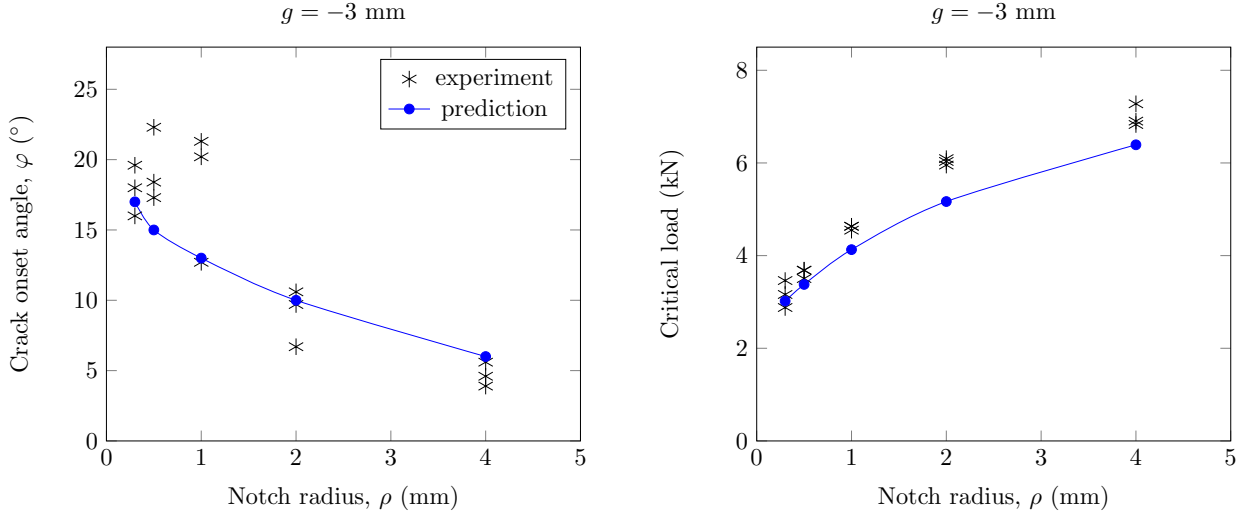 g = −3 mm
25
20
15
10
5
0
Crack onset angle, φ (°)
experiment
prediction
0 1 2 3 4 5
Notch radius, ρ (mm)
g = −3 mm
8
6
4
2
0
Critical load (kN)
0 1 2 3 4 5
Notch radius, ρ (mm)